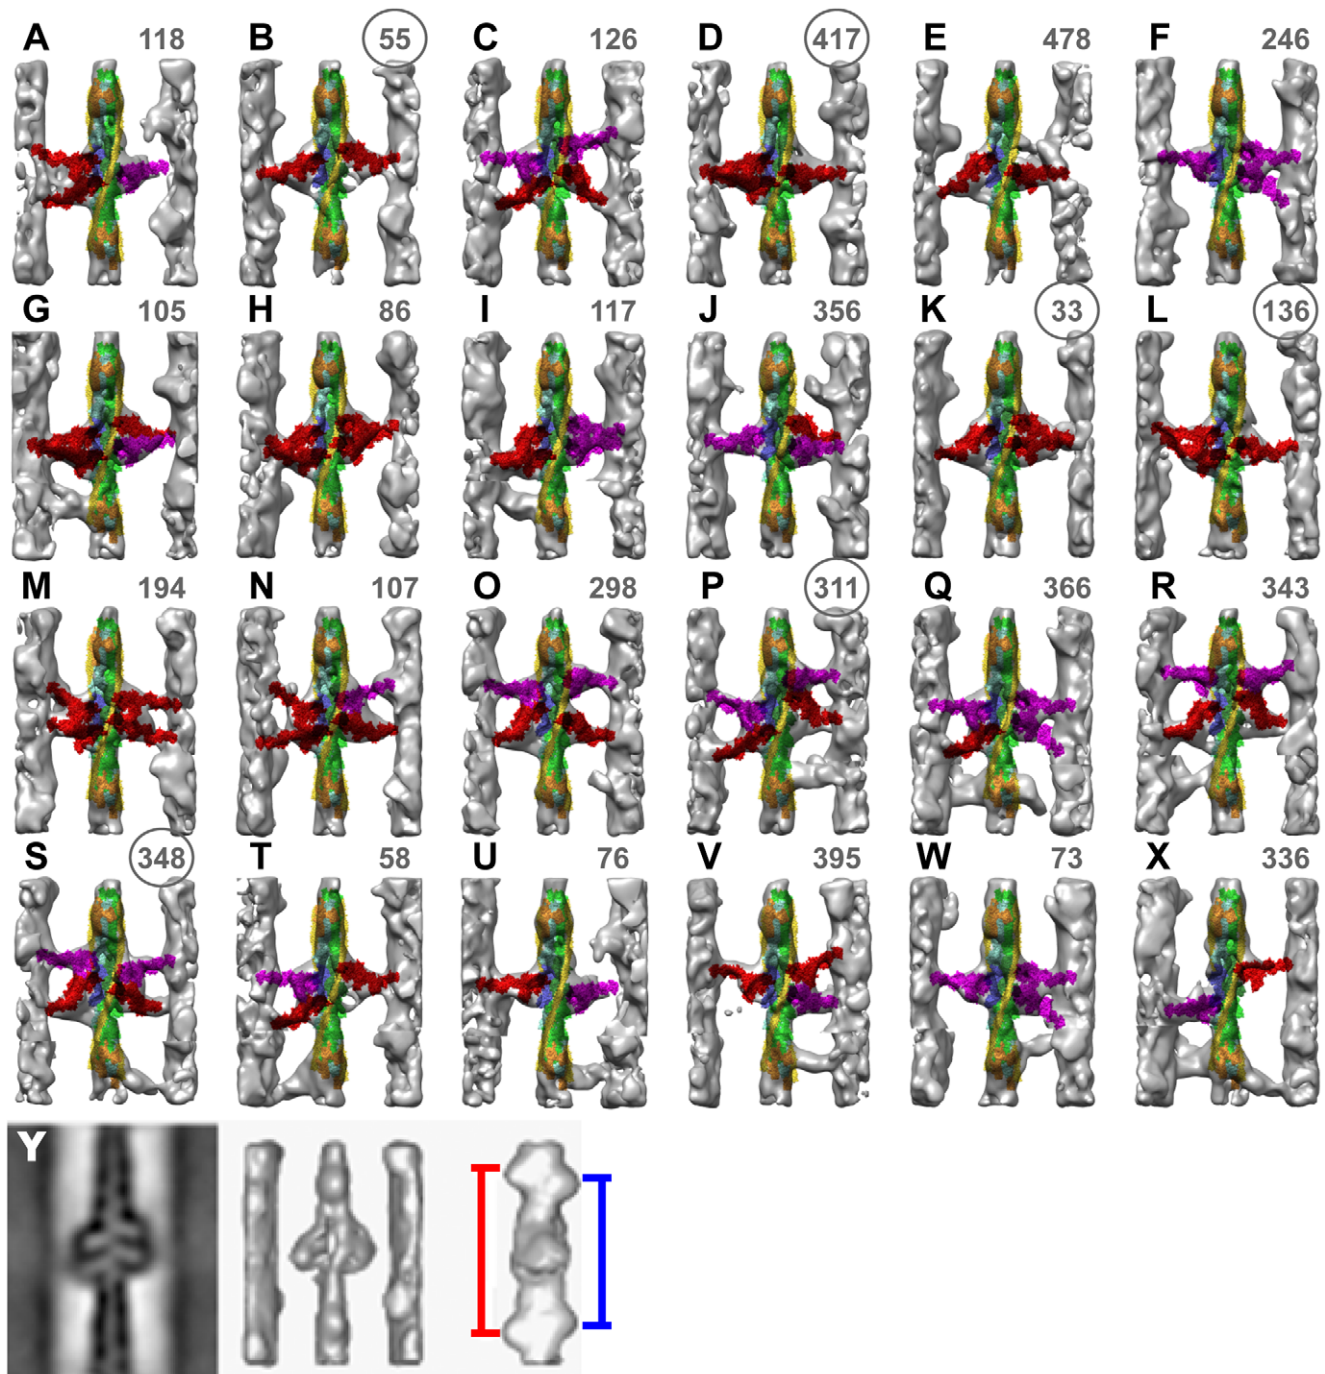 A 118 B 55 C 126 D 417 E 478 F 246
G 105 H 86 I 117 J 356 K 33 L 136
M 194 N 107 O 298 P 311 Q 366 R 343
S 348 T 58 U 76 V 395 W 73 X 336
Y